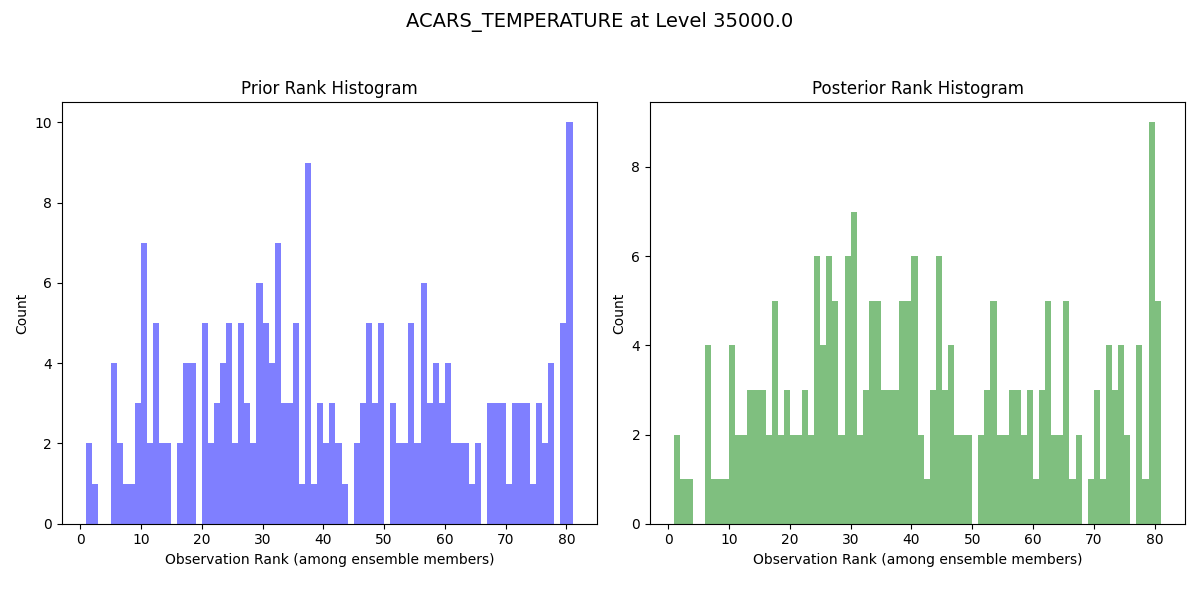 ACARS_TEMPERATURE at Level 35000.0
Prior Rank Histogram
Count
10
8
6
4
2
0
0 10 20 30 40 50 60 70 80
Observation Rank (among ensemble members)
Posterior Rank Histogram
Count
8
6
4
2
0
0 10 20 30 40 50 60 70 80
Observation Rank (among ensemble members)